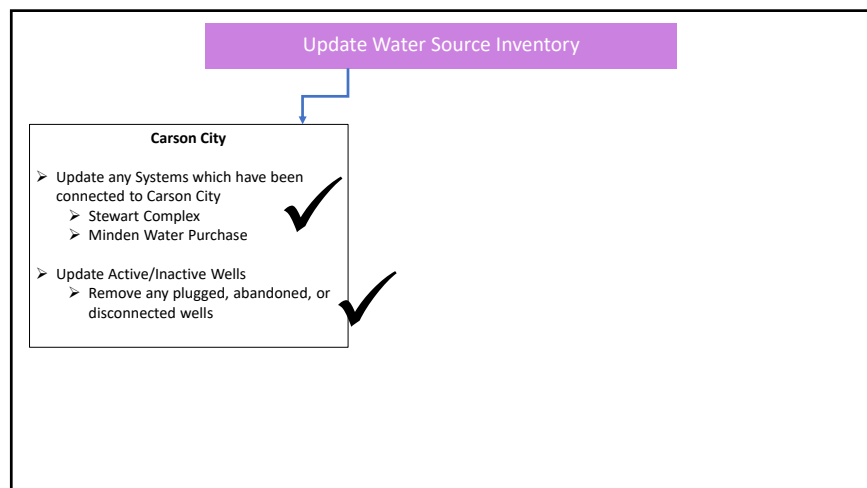 Update Water Source Inventory
Carson City
➢ Update any Systems which have been
connected to Carson City
➢ Stewart Complex
➢ Minden Water Purchase
➢ Update Active/Inactive Wells
➢ Remove any plugged, abandoned, or
disconnected wells